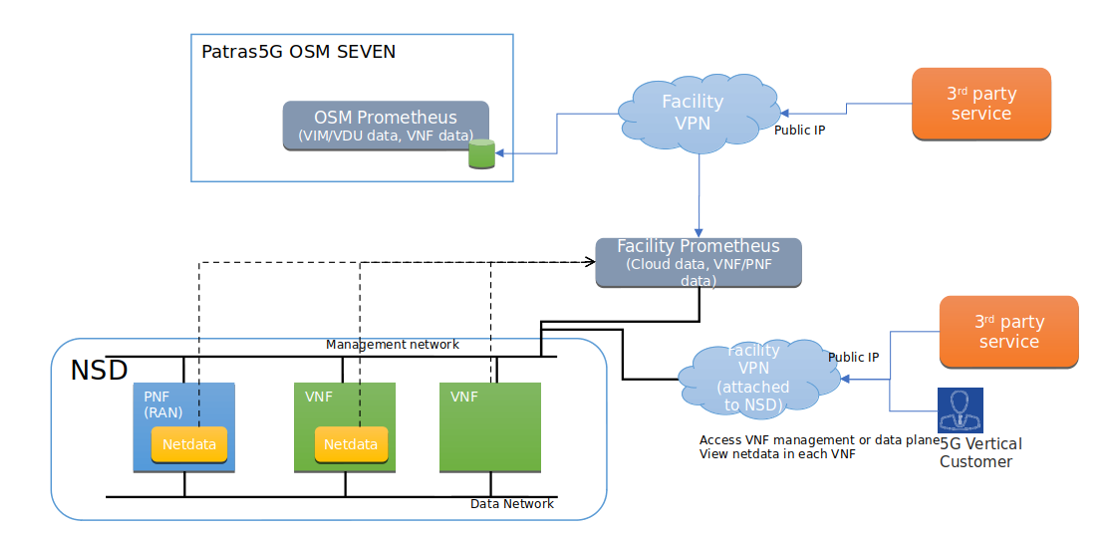 Patras5G OSM SEVEN
OSM Prometheus
(VIM/VDU data, VNF data)
Facility
VPN
Public IP
3rd party
service
Facility Prometheus
(Cloud data, VNF/PNF
data)
Management network
NSD
PNF
(RAN)
Netdata
VNF
Netdata
VNF
Data Network
Facility
VPN
(attached
to NSD)
Public IP
3rd party
service
Access VNF management or data plane
View netdata in each VNF
5G Vertical
Customer